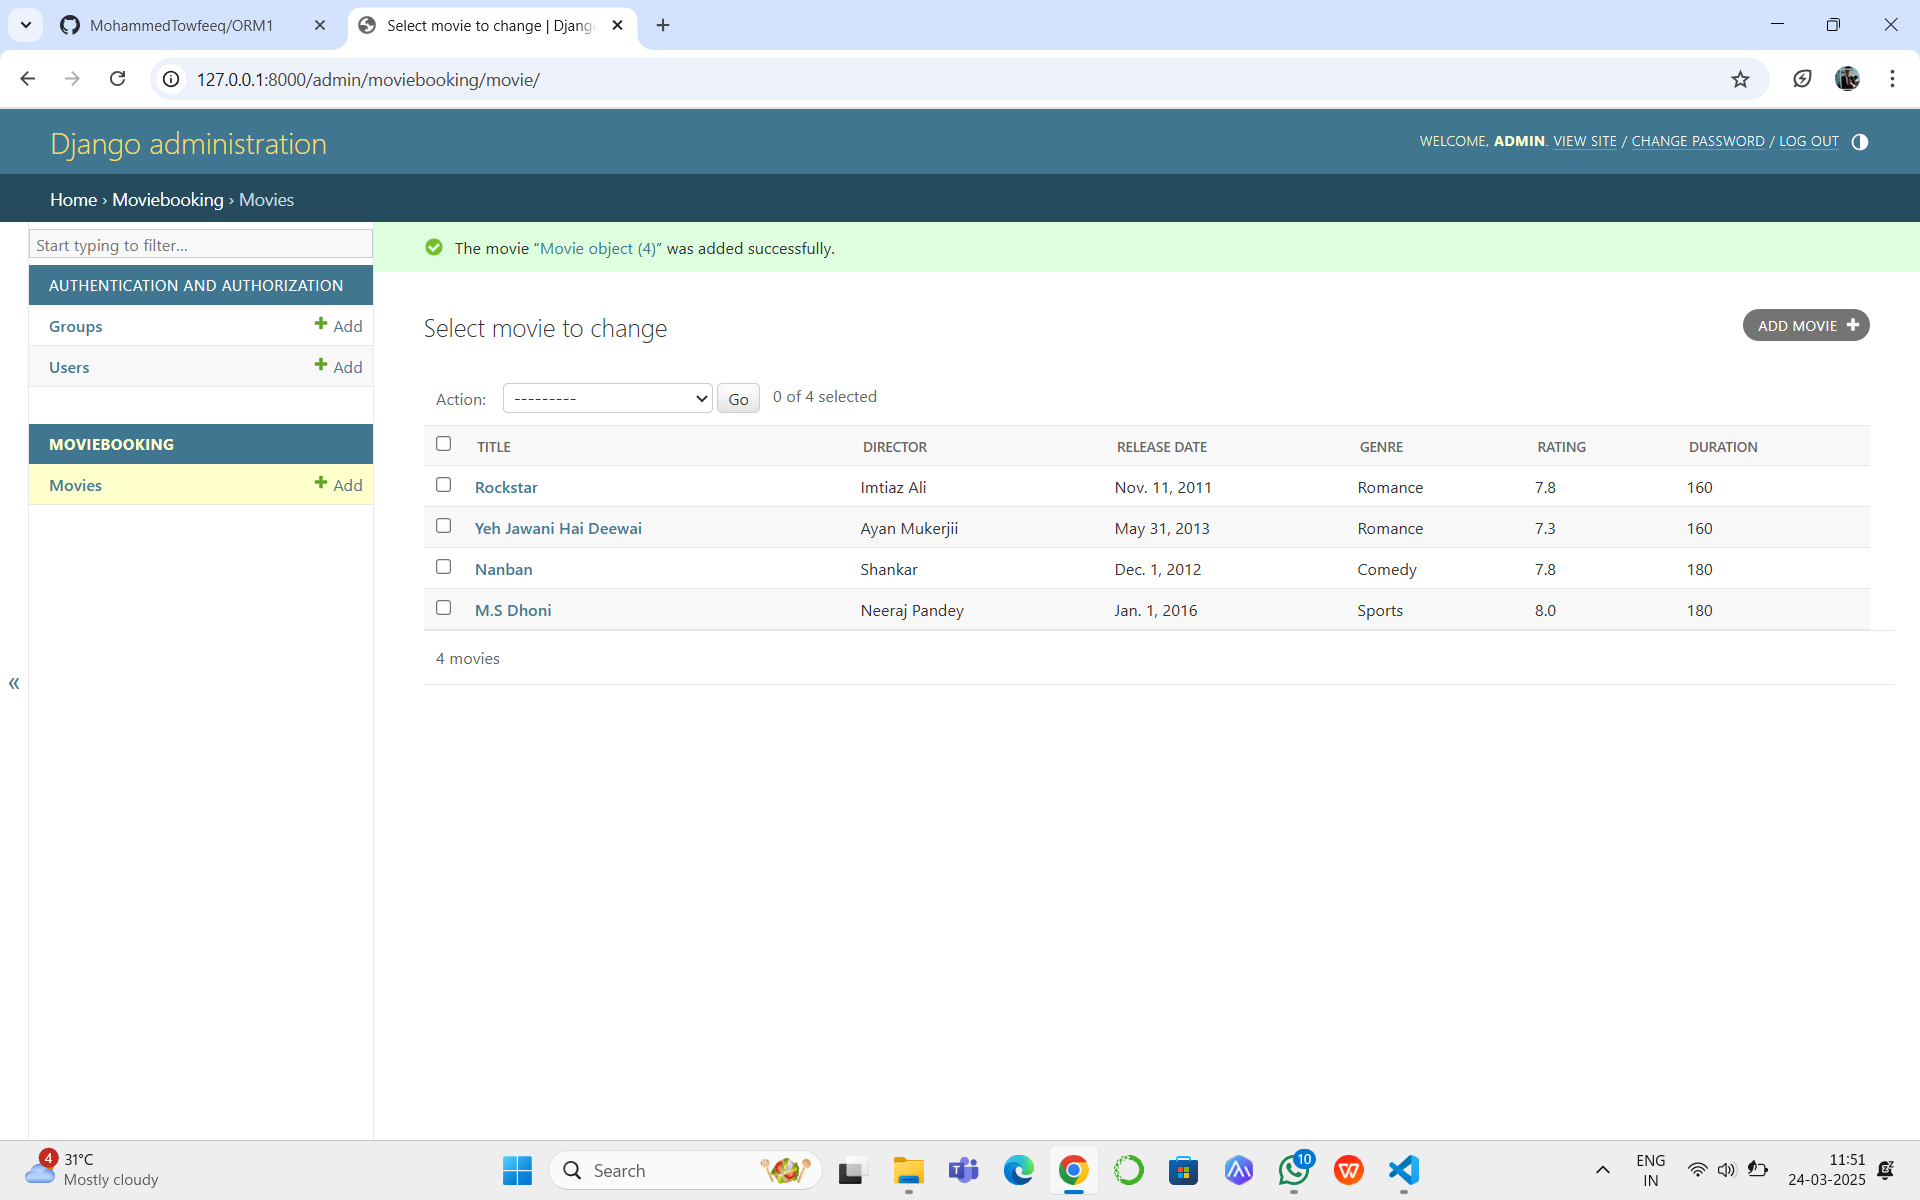 MohammedTowfeeq/ORM1
Select movie to change | Djang
127.0.0.1:8000/admin/moviebooking/movie/
Django administration
WELCOME, ADMIN. VIEW SITE / CHANGE PASSWORD / LOG OUT
Home › Moviebooking › Movies
Start typing to filter...
The movie “Movie object (4)” was added successfully.
AUTHENTICATION AND AUTHORIZATION
Groups Add
Users Add
MOVIEBOOKING
Movies Add
Select movie to change
ADD MOVIE
Action: --------- Go 0 of 4 selected
TITLE DIRECTOR RELEASE DATE GENRE RATING DURATION
Rockstar Imtiaz Ali Nov. 11, 2011 Romance 7.8 160
Yeh Jawani Hai Deewai Ayan Mukerjii May 31, 2013 Romance 7.3 160
Nanban Shankar Dec. 1, 2012 Comedy 7.8 180
M.S Dhoni Neeraj Pandey Jan. 1, 2016 Sports 8.0 180
4 movies
«
4
31°C
Mostly cloudy
Search
10
ENG
IN
11:51
24-03-2025